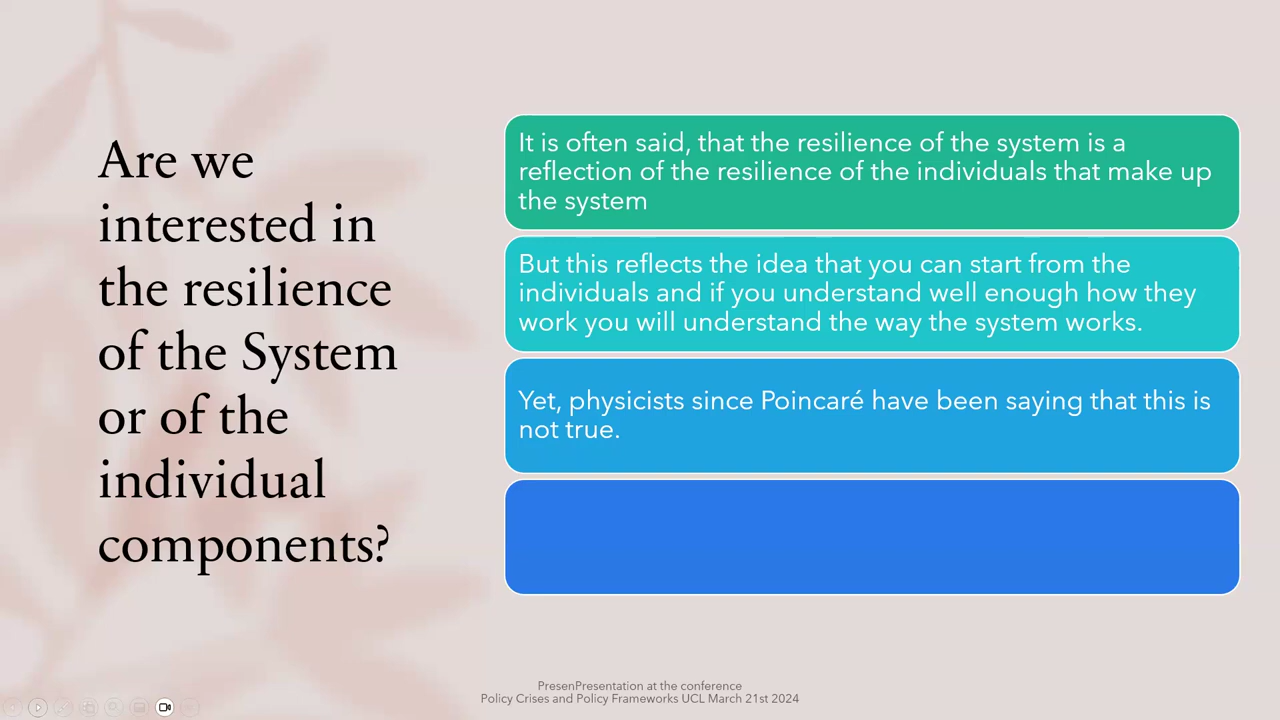 Are we
interested in
the resilience
of the System
or of the
individual
components?
It is often said, that the resilience of the system is a
reflection of the resilience of the individuals that make up
the system
But this reflects the idea that you can start from the
individuals and if you understand well enough how they
work you will understand the way the system works.
Yet, physicists since Poincaré have been saying that this is
not true.
PresenPresentation at the conference
Policy Crises and Policy Frameworks UCL March 21st 2024